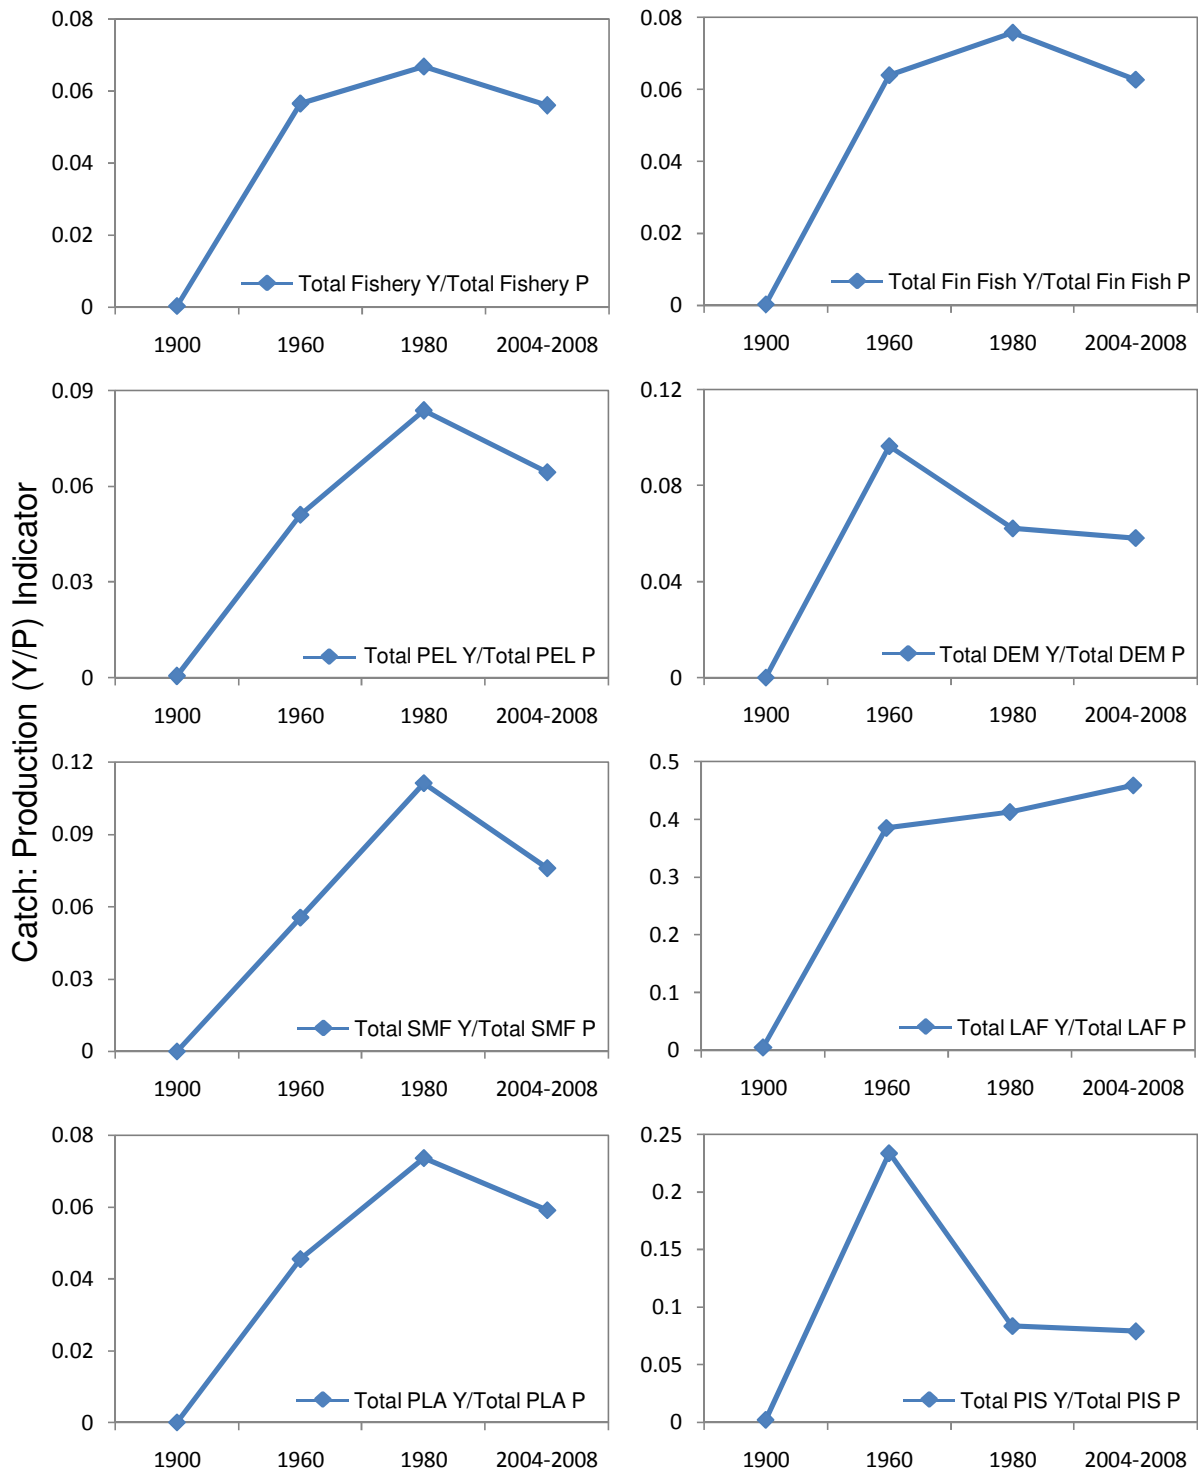 Catch: Production (Y/P) Indicator
0.08
0.06
0.04
0.02
0
Total Fishery Y/Total Fishery P
1900 1960 1980 2004-2008
0.08
0.06
0.04
0.02
0
Total Fin Fish Y/Total Fin Fish P
1900 1960 1980 2004-2008
0.09
0.06
0.03
0
Total PEL Y/Total PEL P
1900 1960 1980 2004-2008
0.12
0.08
0.04
0
Total DEM Y/Total DEM P
1900 1960 1980 2004-2008
0.12
0.09
0.06
0.03
0
Total SMF Y/Total SMF P
1900 1960 1980 2004-2008
0.5
0.4
0.3
0.2
0.1
0
Total LAF Y/Total LAF P
1900 1960 1980 2004-2008
0.08
0.06
0.04
0.02
0
Total PLA Y/Total PLA P
1900 1960 1980 2004-2008
0.25
0.2
0.15
0.1
0.05
0
Total PIS Y/Total PIS P
1900 1960 1980 2004-2008